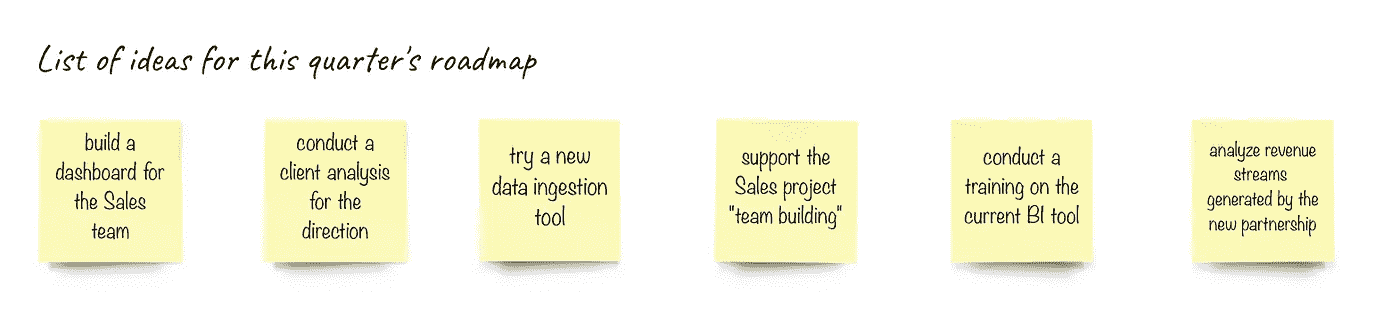 List of ideas for this quarter's roadmap
build a
dashboard for
the Sales
team
conduct a
client analysis
for the
direction
try a new
data ingestion
tool
support the
Sales project
"team building"
conduct a
training on the
current BI tool
analyze revenue
streams
generated by the
new partnership